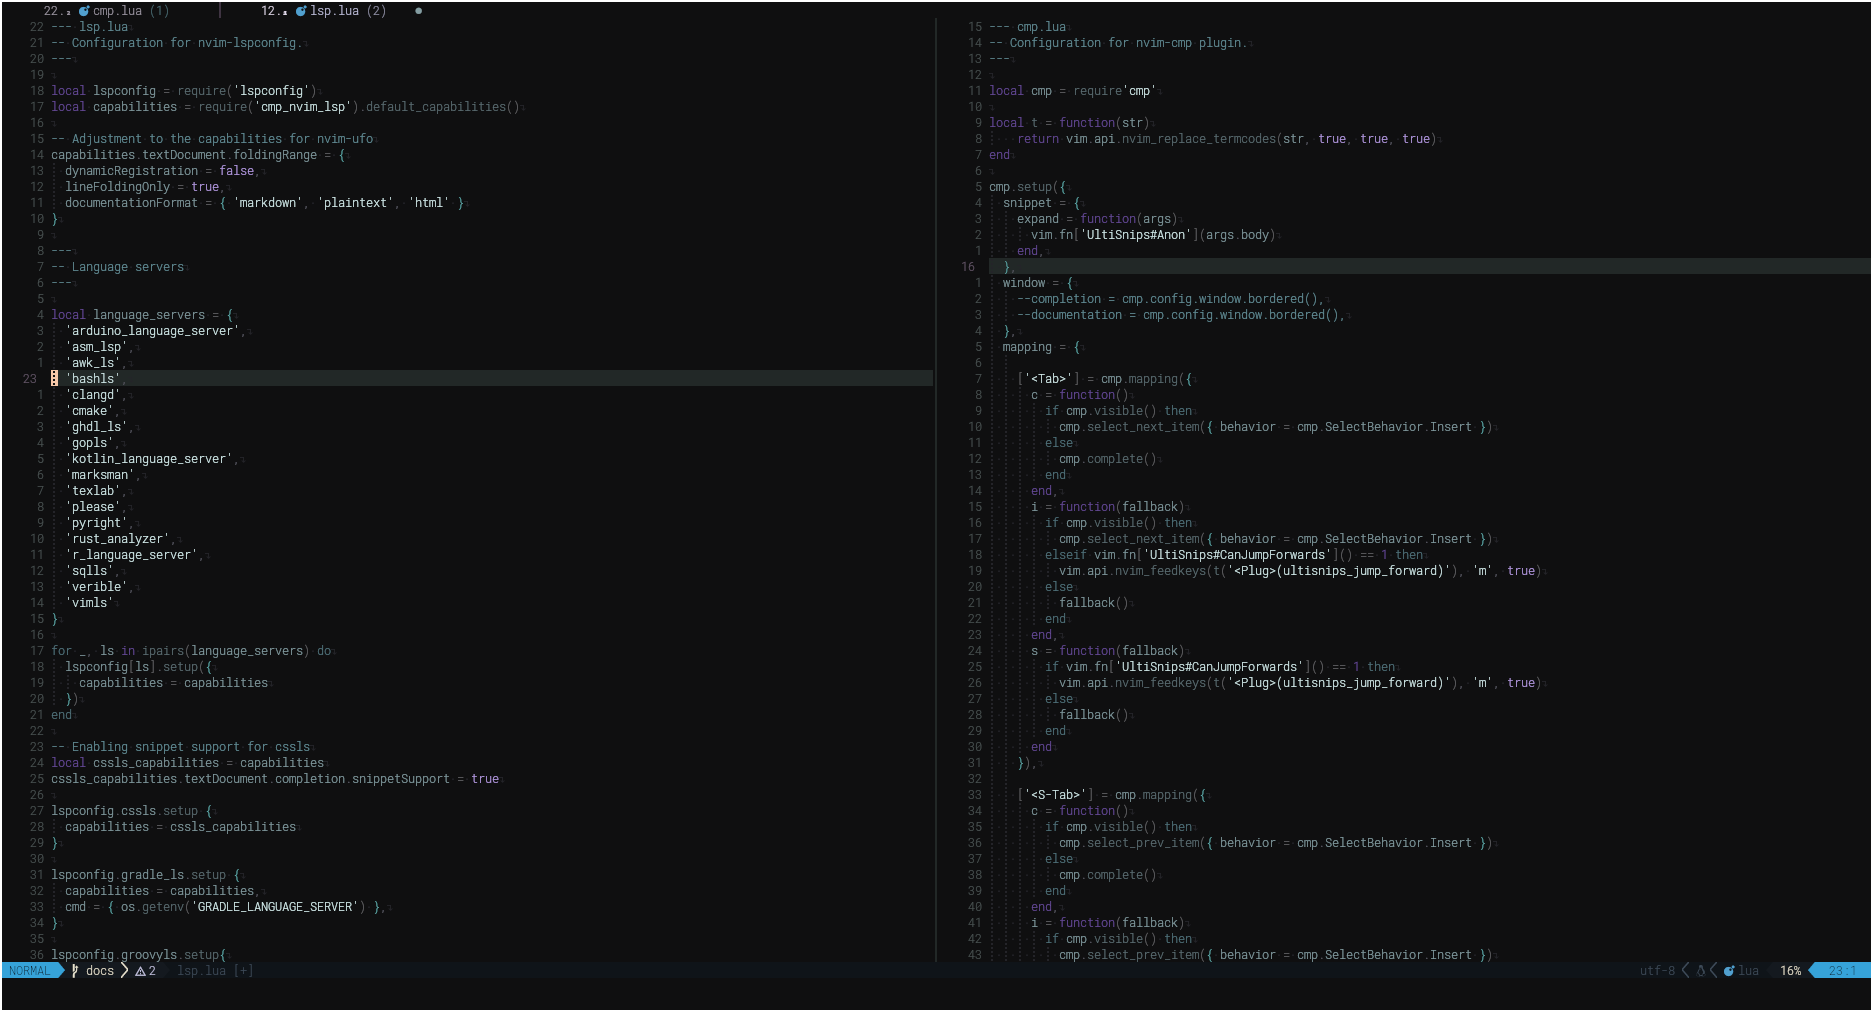 22. cmp.lua (1) 12. lsp.lua (2) ●
22 --- lsp.lua
21 -- Configuration for nvim-lspconfig.
20 ---
19
18 local lspconfig = require('lspconfig')
17 local capabilities = require('cmp_nvim_lsp').default_capabilities()
16
15 -- Adjustment to the capabilities for nvim-ufo
14 capabilities.textDocument.foldingRange = {
13   dynamicRegistration = false,
12   lineFoldingOnly = true,
11   documentationFormat = { 'markdown', 'plaintext', 'html' }
10 }
9
8 ---
7 -- Language servers
6 ---
5
4 local language_servers = {
3   'arduino_language_server',
2   'asm_lsp',
1   'awk_ls',
23   'bashls',
1   'clangd',
2   'cmake',
3   'ghdl_ls',
4   'gopls',
5   'kotlin_language_server',
6   'marksman',
7   'texlab',
8   'please',
9   'pyright',
10   'rust_analyzer',
11   'r_language_server',
12   'sqlls',
13   'verible',
14   'vimls'
15 }
16
17 for _, ls in ipairs(language_servers) do
18   lspconfig[ls].setup({
19     capabilities = capabilities
20   })
21 end
22
23 -- Enabling snippet support for cssls
24 local cssls_capabilities = capabilities
25 cssls_capabilities.textDocument.completion.snippetSupport = true
26
27 lspconfig.cssls.setup {
28   capabilities = cssls_capabilities
29 }
30
31 lspconfig.gradle_ls.setup {
32   capabilities = capabilities,
33   cmd = { os.getenv('GRADLE_LANGUAGE_SERVER') },
34 }
35
36 lspconfig.groovyls.setup{
15 --- cmp.lua
14 -- Configuration for nvim-cmp plugin.
13 ---
12
11 local cmp = require'cmp'
10
9 local t = function(str)
8     return vim.api.nvim_replace_termcodes(str, true, true, true)
7 end
6
5 cmp.setup({
4   snippet = {
3     expand = function(args)
2       vim.fn['UltiSnips#Anon'](args.body)
1     end,
16   },
1   window = {
2     --completion = cmp.config.window.bordered(),
3     --documentation = cmp.config.window.bordered(),
4   },
5   mapping = {
6
7     ['<Tab>'] = cmp.mapping({
8       c = function()
9         if cmp.visible() then
10           cmp.select_next_item({ behavior = cmp.SelectBehavior.Insert })
11         else
12           cmp.complete()
13         end
14       end,
15       i = function(fallback)
16         if cmp.visible() then
17           cmp.select_next_item({ behavior = cmp.SelectBehavior.Insert })
18         elseif vim.fn['UltiSnips#CanJumpForwards']() == 1 then
19           vim.api.nvim_feedkeys(t('<Plug>(ultisnips_jump_forward)'), 'm', true)
20         else
21           fallback()
22         end
23       end,
24       s = function(fallback)
25         if vim.fn['UltiSnips#CanJumpForwards']() == 1 then
26           vim.api.nvim_feedkeys(t('<Plug>(ultisnips_jump_forward)'), 'm', true)
27         else
28           fallback()
29         end
30       end
31     }),
32
33     ['<S-Tab>'] = cmp.mapping({
34       c = function()
35         if cmp.visible() then
36           cmp.select_prev_item({ behavior = cmp.SelectBehavior.Insert })
37         else
38           cmp.complete()
39         end
40       end,
41       i = function(fallback)
42         if cmp.visible() then
43           cmp.select_prev_item({ behavior = cmp.SelectBehavior.Insert })
NORMAL docs 2 lsp.lua [+] utf-8 lua 16% 23:1